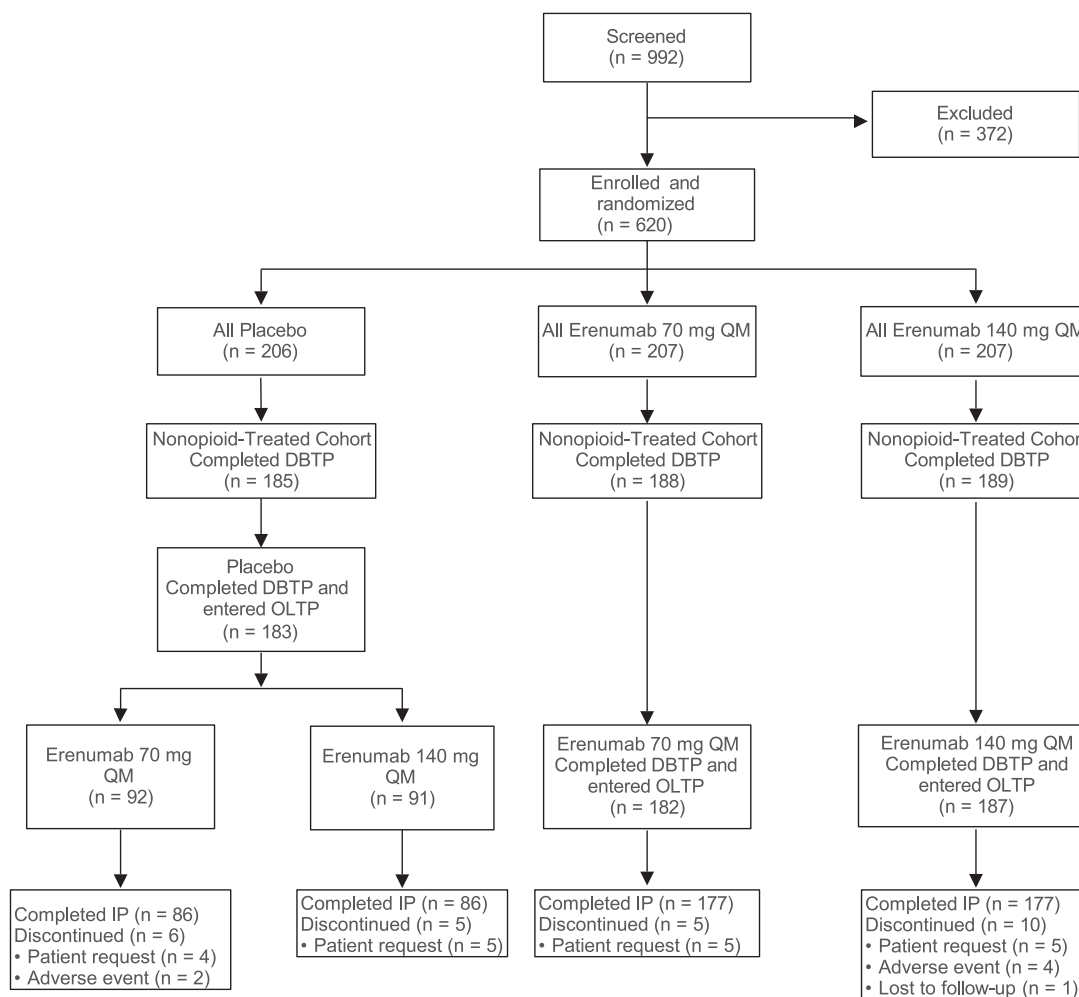 Screened
(n = 992)
Excluded
(n = 372)
Enrolled and
randomized
(n = 620)
All Placebo
(n = 206)
All Erenumab 70 mg QM
(n = 207)
All Erenumab 140 mg QM
(n = 207)
Nonopioid-Treated Cohort
Completed DBTP
(n = 185)
Nonopioid-Treated Cohort
Completed DBTP
(n = 188)
Nonopioid-Treated Cohort
Completed DBTP
(n = 189)
Placebo
Completed DBTP and
entered OLTP
(n = 183)
Erenumab 70 mg
QM
(n = 92)
Erenumab 140 mg
QM
(n = 91)
Erenumab 70 mg QM
Completed DBTP and
entered OLTP
(n = 182)
Erenumab 140 mg QM
Completed DBTP and
entered OLTP
(n = 187)
Completed IP (n = 86)
Discontinued (n = 6)
• Patient request (n = 4)
• Adverse event (n = 2)
Completed IP (n = 86)
Discontinued (n = 5)
• Patient request (n = 5)
Completed IP (n = 177)
Discontinued (n = 5)
• Patient request (n = 5)
Completed IP (n = 177)
Discontinued (n = 10)
• Patient request (n = 5)
• Adverse event (n = 4)
• Lost to follow-up (n = 1)